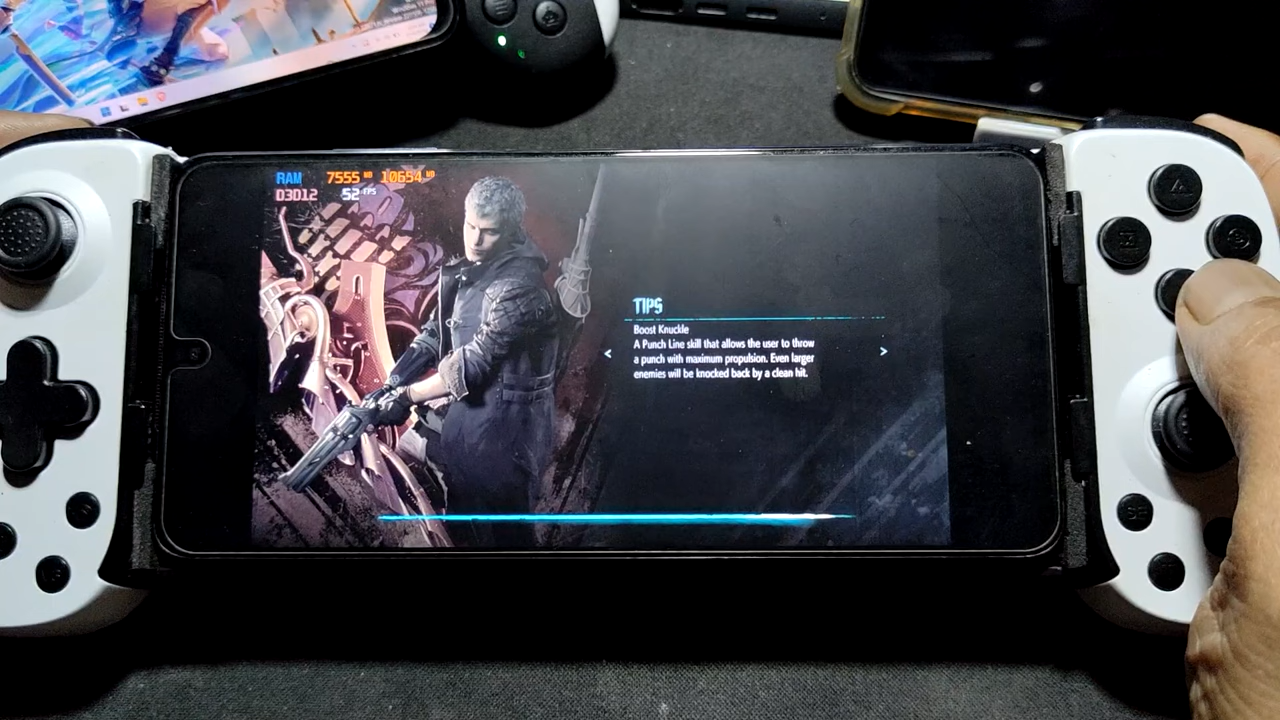 RAM 7555 MB 10654 MB
D3D12 52 FPS
TIPS
Boost Knuckle
A Punch Line skill that allows the user to throw
a punch with maximum propulsion. Even larger
enemies will be knocked back by a clean hit.